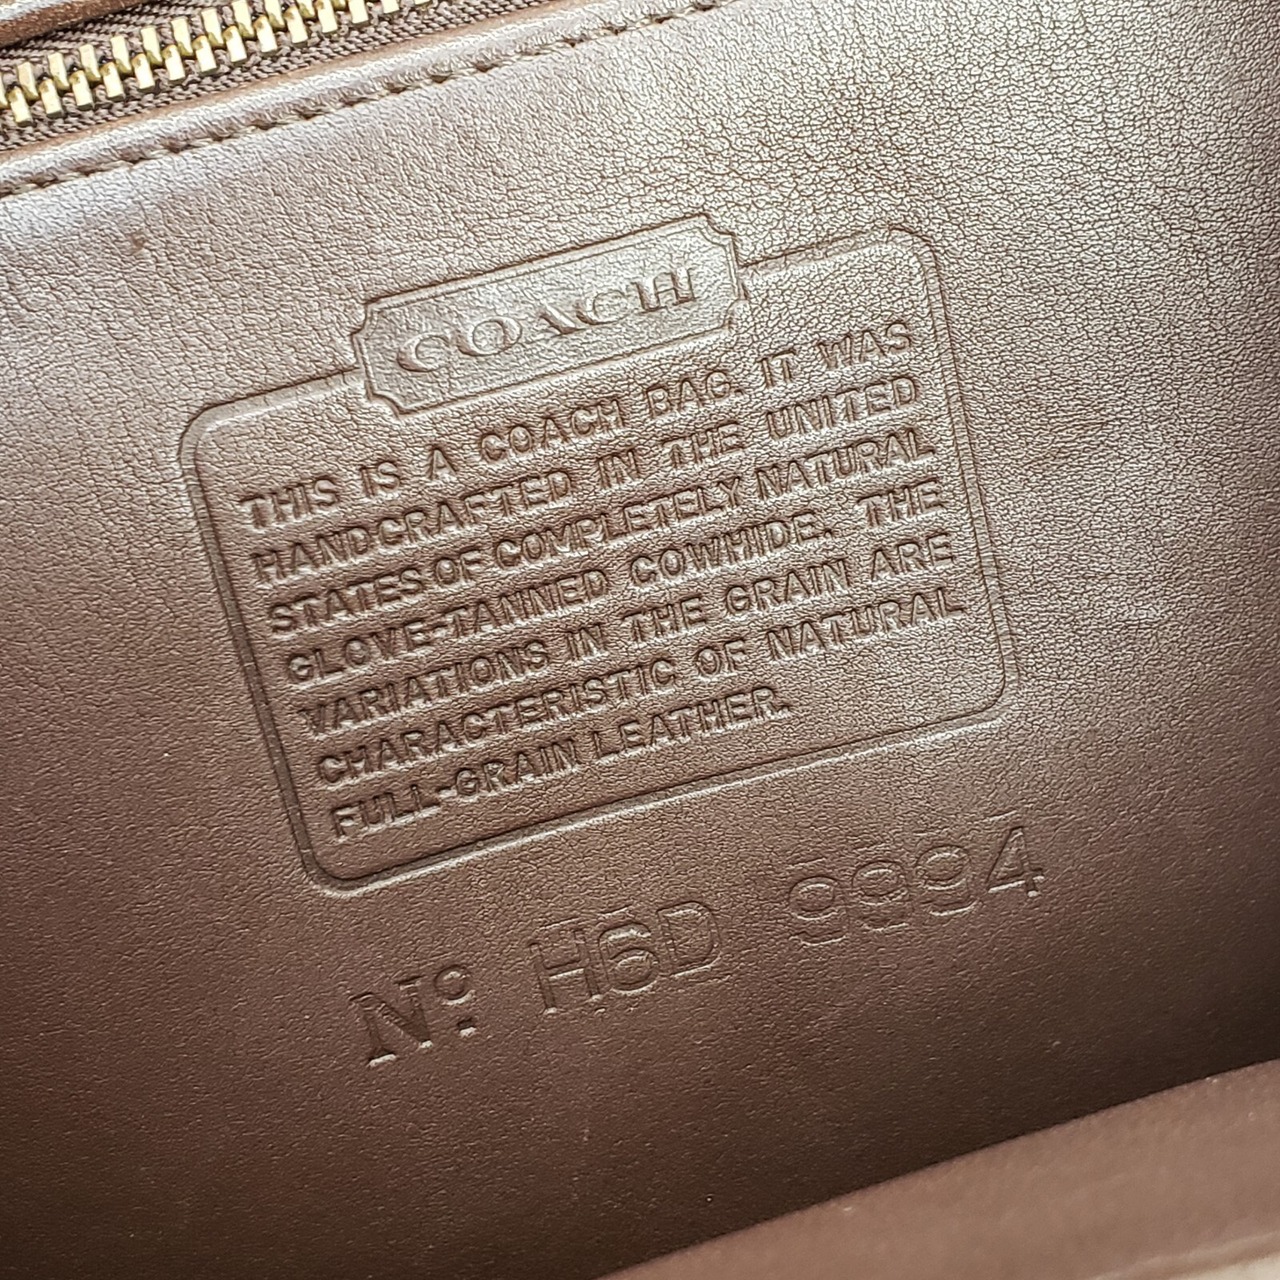 COACH
THIS IS A COACH BAG. IT WAS
HANDCRAFTED IN THE UNITED
STATES OF COMPLETELY NATURAL
GLOVE-TANNED COWHIDE. THE
VARIATIONS IN THE GRAIN ARE
CHARACTERISTIC OF NATURAL
FULL-GRAIN LEATHER.
Nº H6D 9994